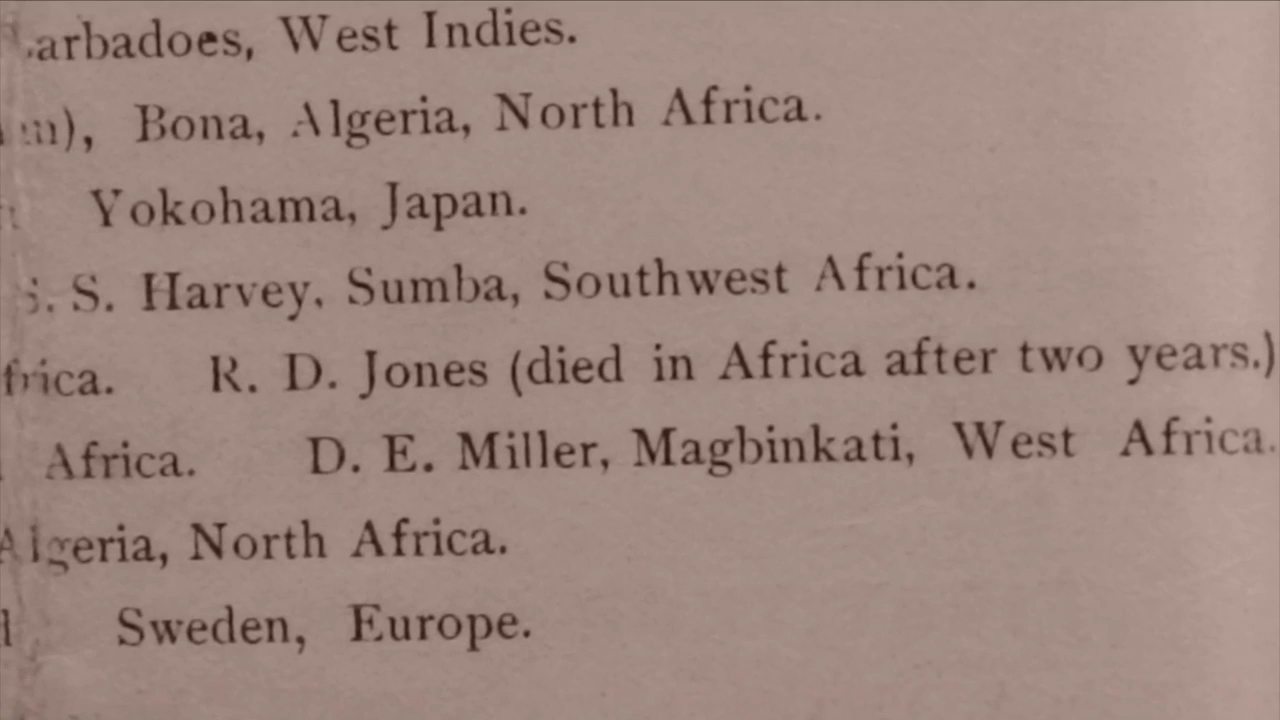 arbadoes, West Indies.
Bona, Algeria, North Africa.
Yokohama, Japan.
S. Harvey. Sumba, Southwest Africa.
frica. R. D. Jones (died in Africa after two years.)
Africa. D. E. Miller, Magbinkati, West Africa.
Algeria, North Africa.
Sweden, Europe.